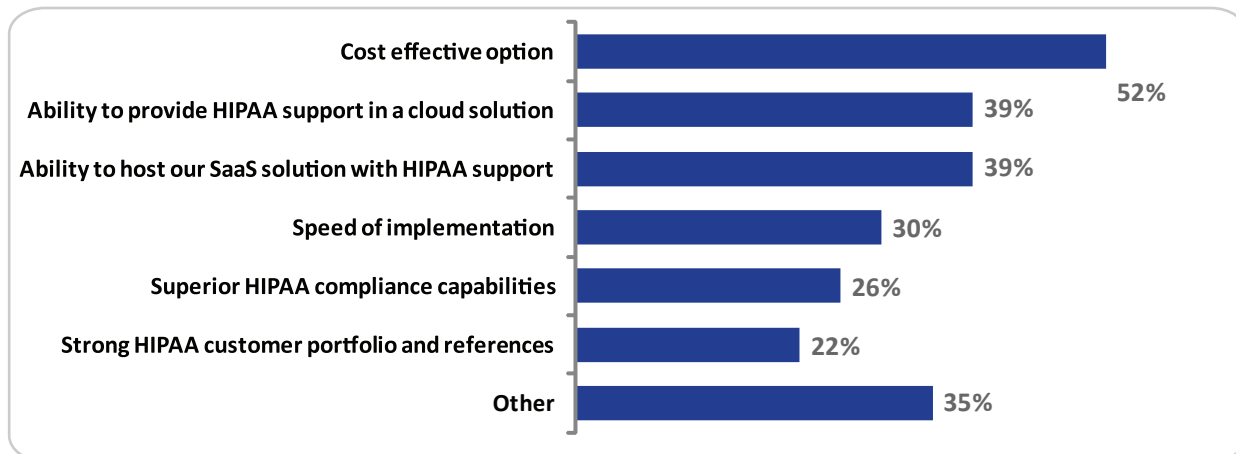 Cost effective option
52%
Ability to provide HIPAA support in a cloud solution
39%
Ability to host our SaaS solution with HIPAA support
39%
Speed of implementation
30%
Superior HIPAA compliance capabilities
26%
Strong HIPAA customer portfolio and references
22%
Other
35%